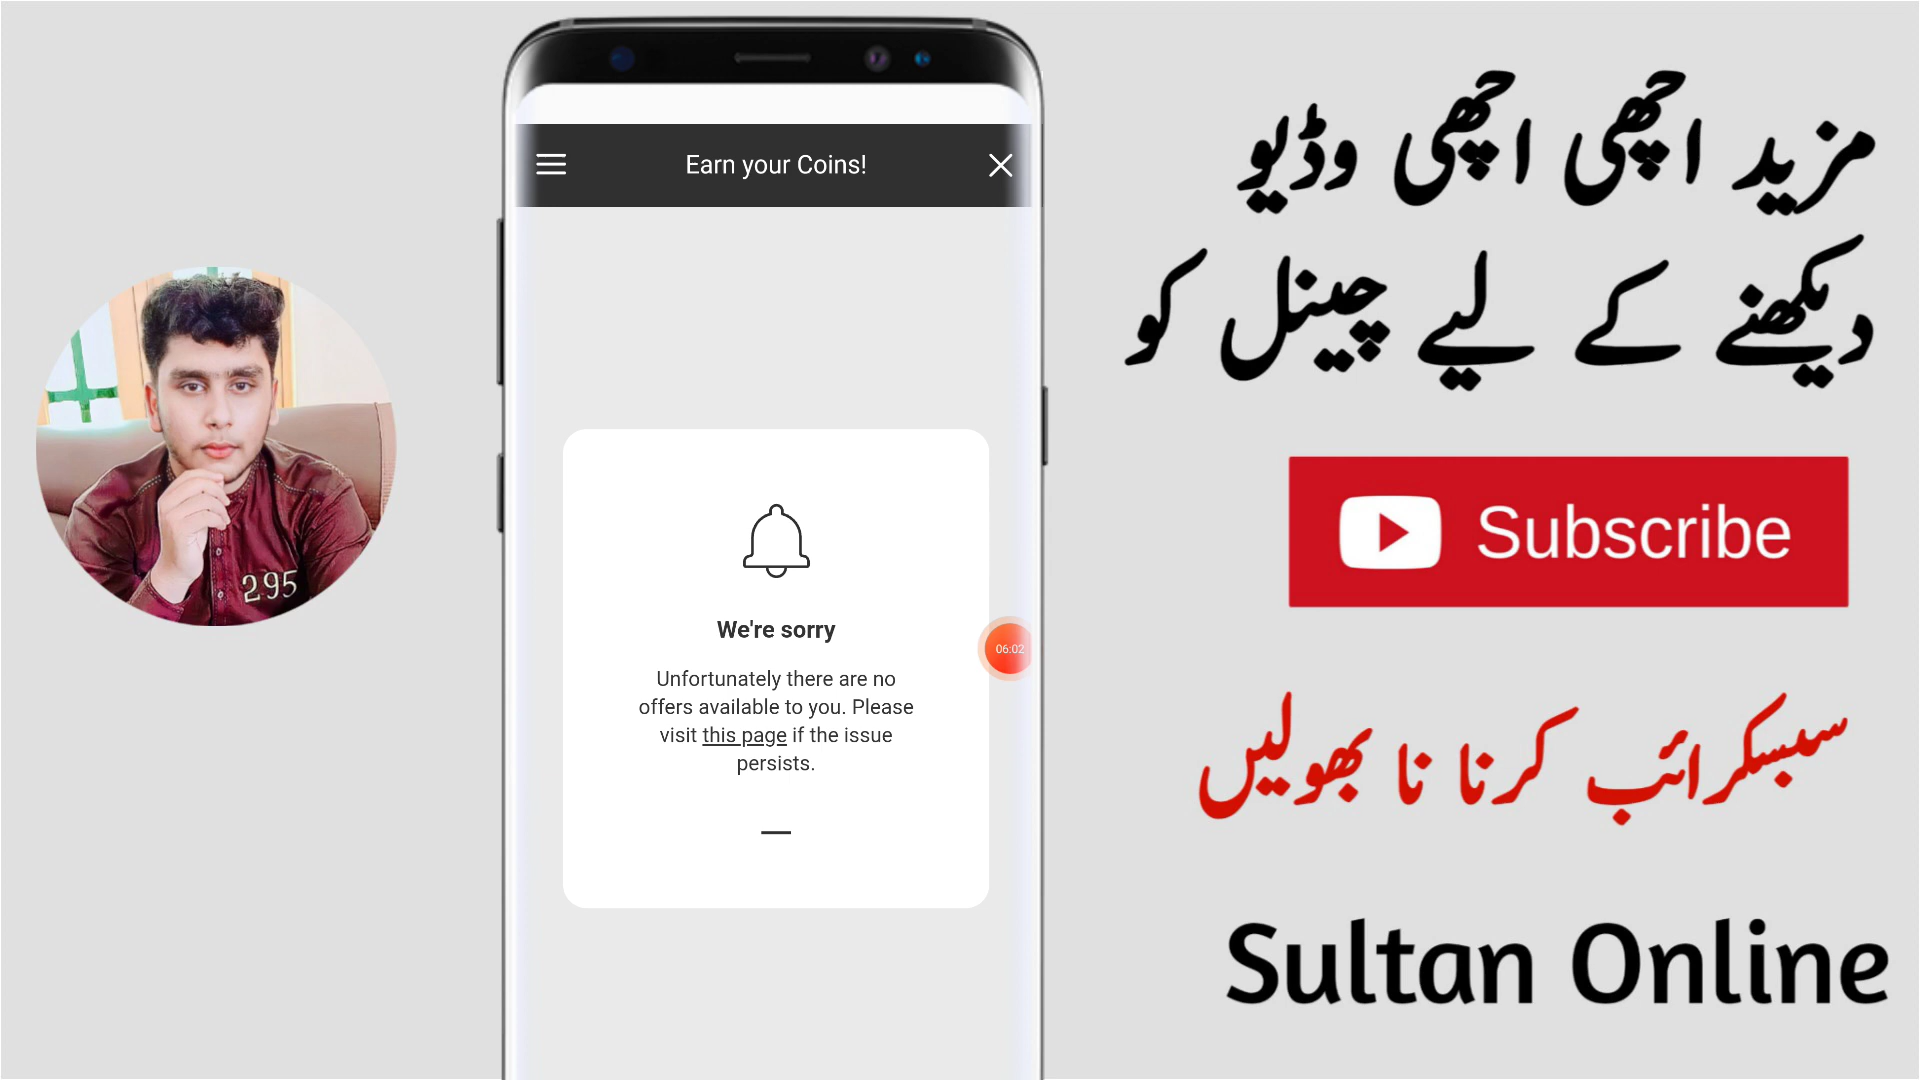 Earn your Coins!
We're sorry
Unfortunately there are no
offers available to you. Please
visit this page if the issue
persists.
06:02
295
مزید اچھی اچھی وڈیو
دیکھنے کے لیے چینل کو
Subscribe
سبسکرائب کرنا نا بھولیں
Sultan Online